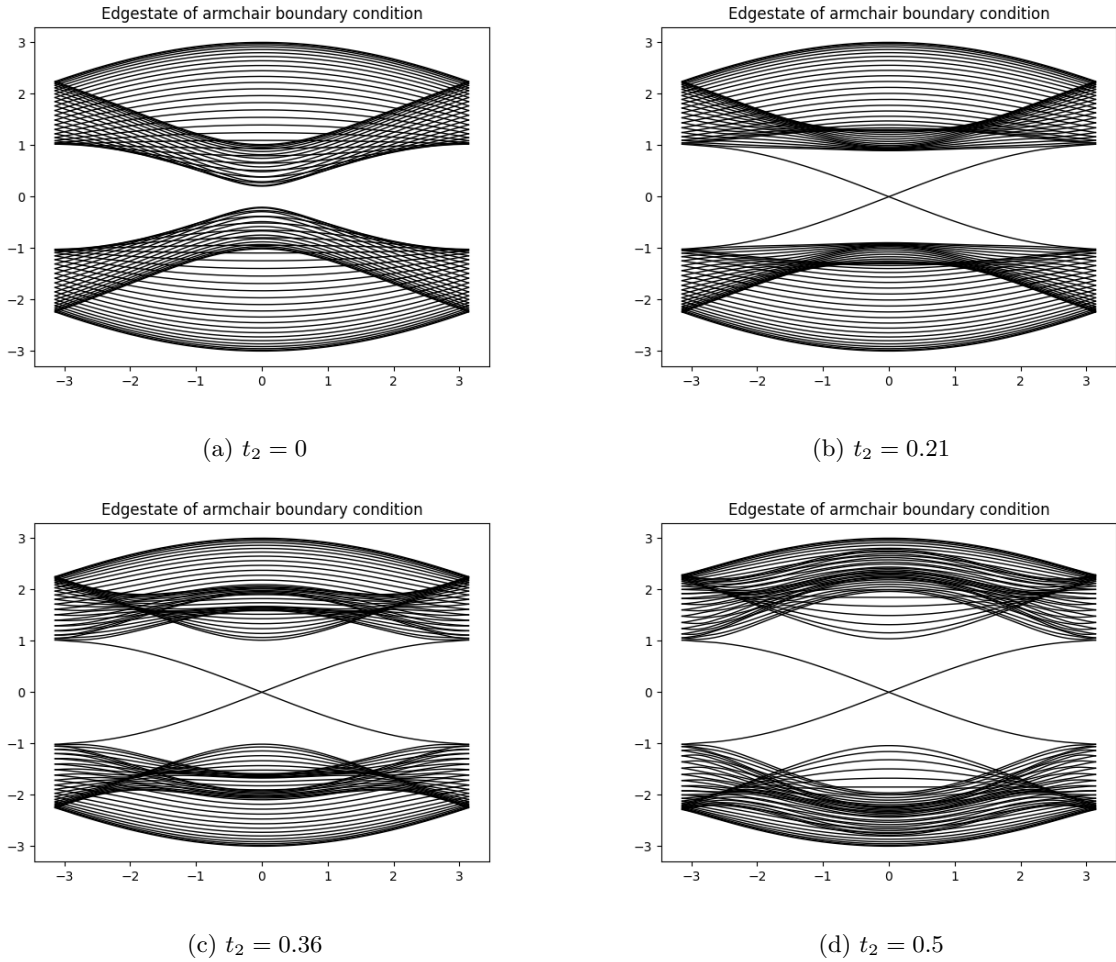 Edgestate of armchair boundary condition
3
2
1
0
−1
−2
−3
−3 −2 −1 0 1 2 3
(a) t₂ = 0
Edgestate of armchair boundary condition
3
2
1
0
−1
−2
−3
−3 −2 −1 0 1 2 3
(b) t₂ = 0.21
Edgestate of armchair boundary condition
3
2
1
0
−1
−2
−3
−3 −2 −1 0 1 2 3
(c) t₂ = 0.36
Edgestate of armchair boundary condition
3
2
1
0
−1
−2
−3
−3 −2 −1 0 1 2 3
(d) t₂ = 0.5